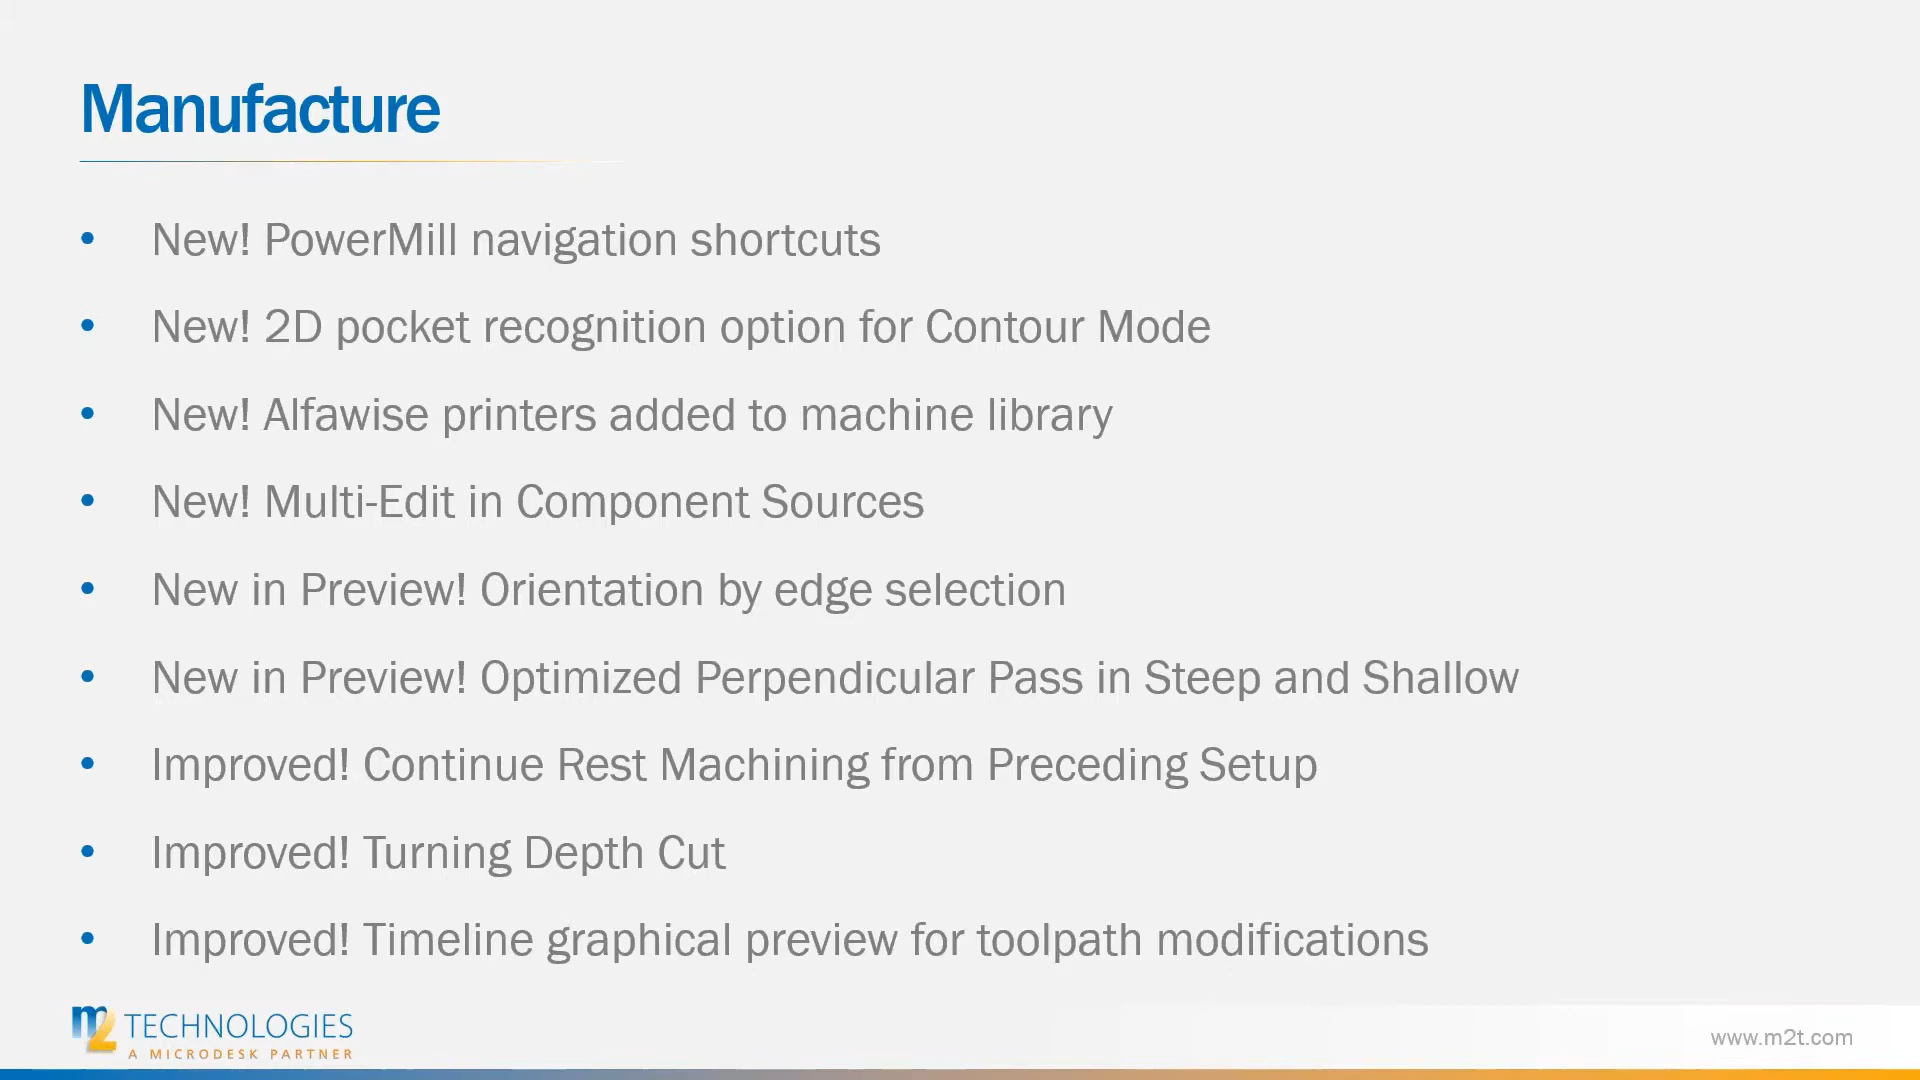 Manufacture
• New! PowerMill navigation shortcuts
• New! 2D pocket recognition option for Contour Mode
• New! Alfawise printers added to machine library
• New! Multi-Edit in Component Sources
• New in Preview! Orientation by edge selection
• New in Preview! Optimized Perpendicular Pass in Steep and Shallow
• Improved! Continue Rest Machining from Preceding Setup
• Improved! Turning Depth Cut
• Improved! Timeline graphical preview for toolpath modifications
m2 TECHNOLOGIES
A MICRODESK PARTNER
www.m2t.com